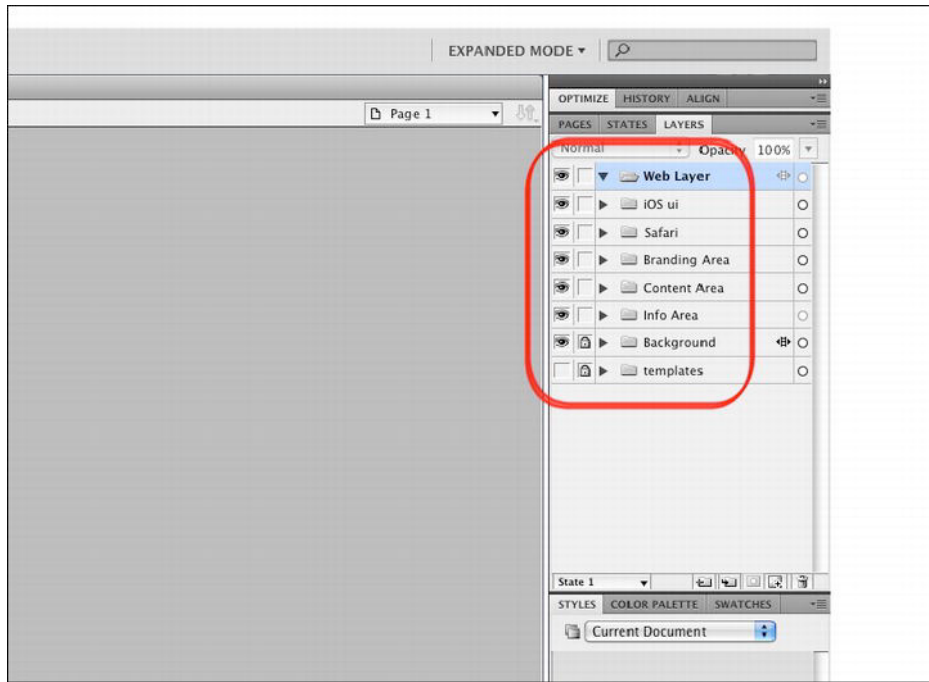 EXPANDED MODE
OPTIMIZE HISTORY ALIGN
Page 1
PAGES STATES LAYERS
Normal Opacity 100%
Web Layer
iOS ui
Safari
Branding Area
Content Area
Info Area
Background
templates
State 1
STYLES COLOR PALETTE SWATCHES
Current Document